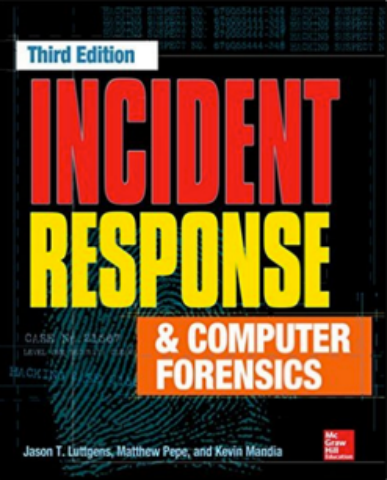 Third Edition
INCIDENT
RESPONSE
& COMPUTER
FORENSICS
Jason T. Luttgens, Matthew Pepe, and Kevin Mandia
Mc
Graw
Hill
Education